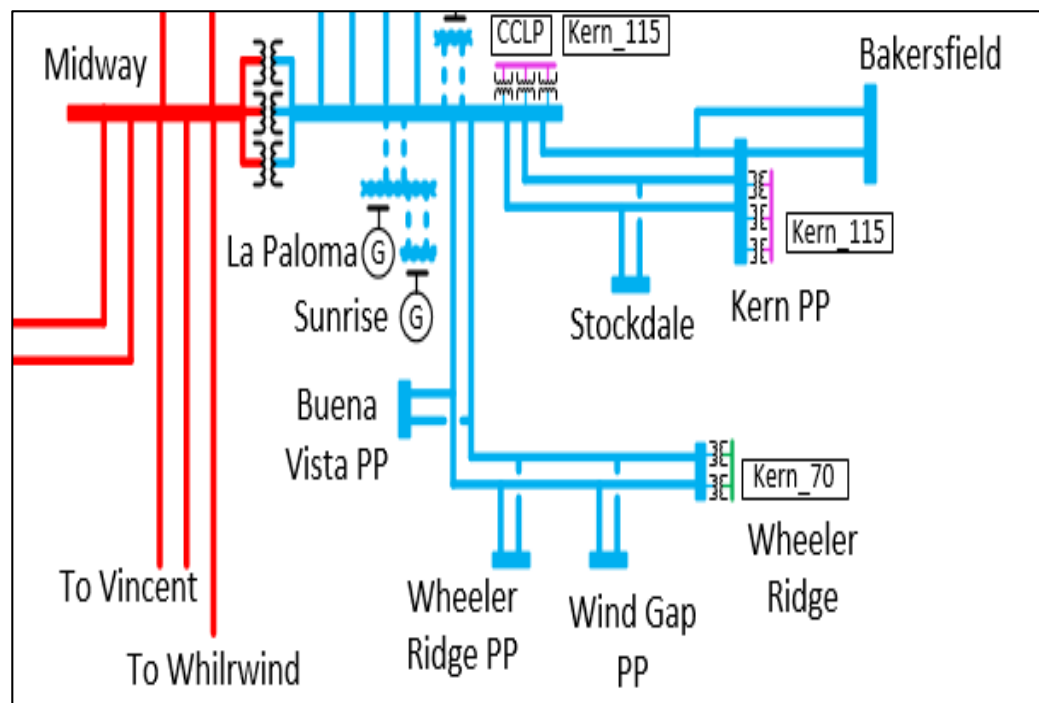 CCLP
Kern_115
Midway
Bakersfield
Kern_115
La Paloma
G
Sunrise
G
Stockdale
Kern PP
Buena
Vista PP
Kern_70
Wheeler
Ridge
To Vincent
Wheeler
Ridge PP
Wind Gap
PP
To Whilrwind